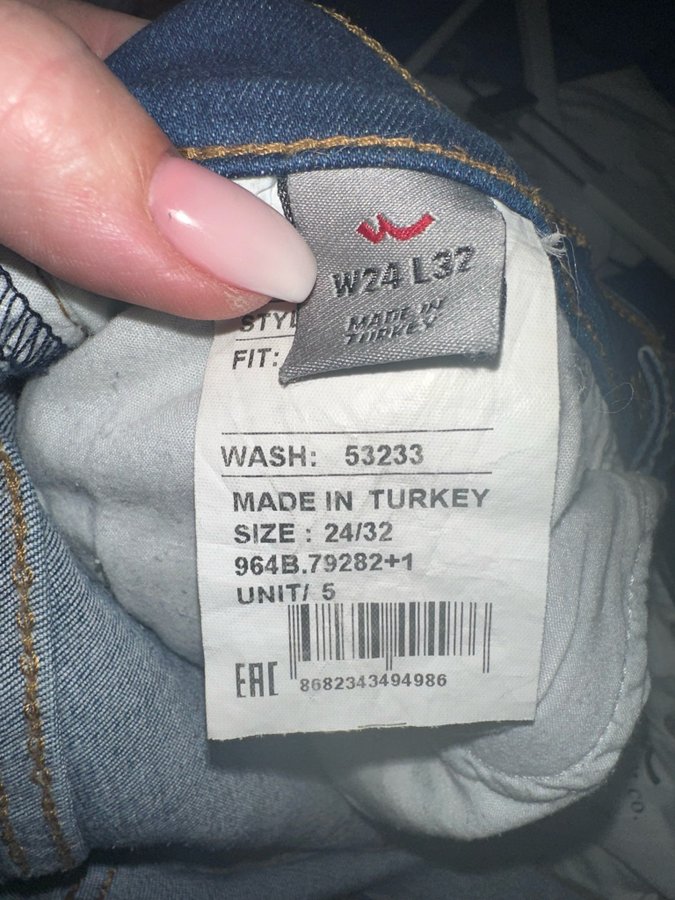 W24 L32
MADE IN
TURKEY
STYL
FIT:
WASH: 53233
MADE IN TURKEY
SIZE : 24/32
964B.79282+1
UNIT/ 5
EAC
8682343494986